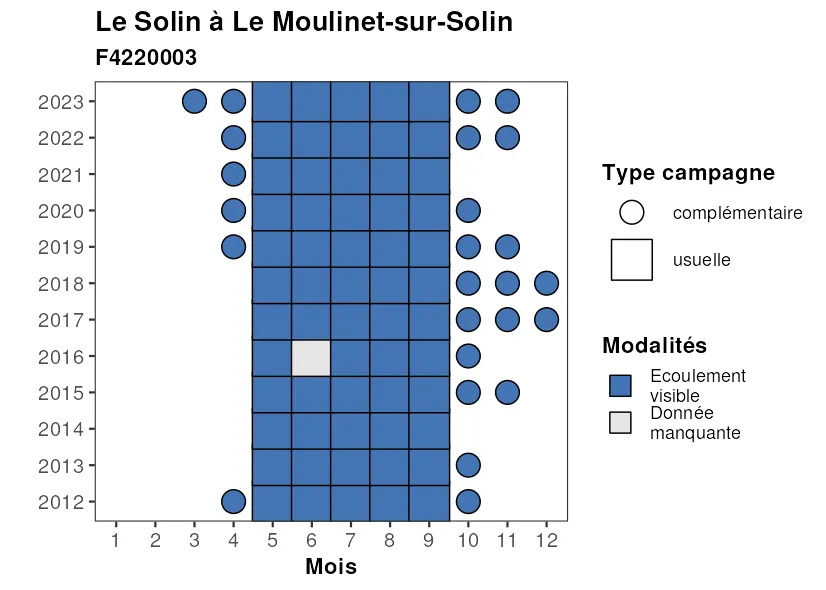 Le Solin à Le Moulinet-sur-Solin
F4220003
2023
2022
2021
2020
2019
2018
2017
2016
2015
2014
2013
2012
1 2 3 4 5 6 7 8 9 10 11 12
Mois
Type campagne
complémentaire
usuelle
Modalités
Ecoulement
visible
Donnée
manquante